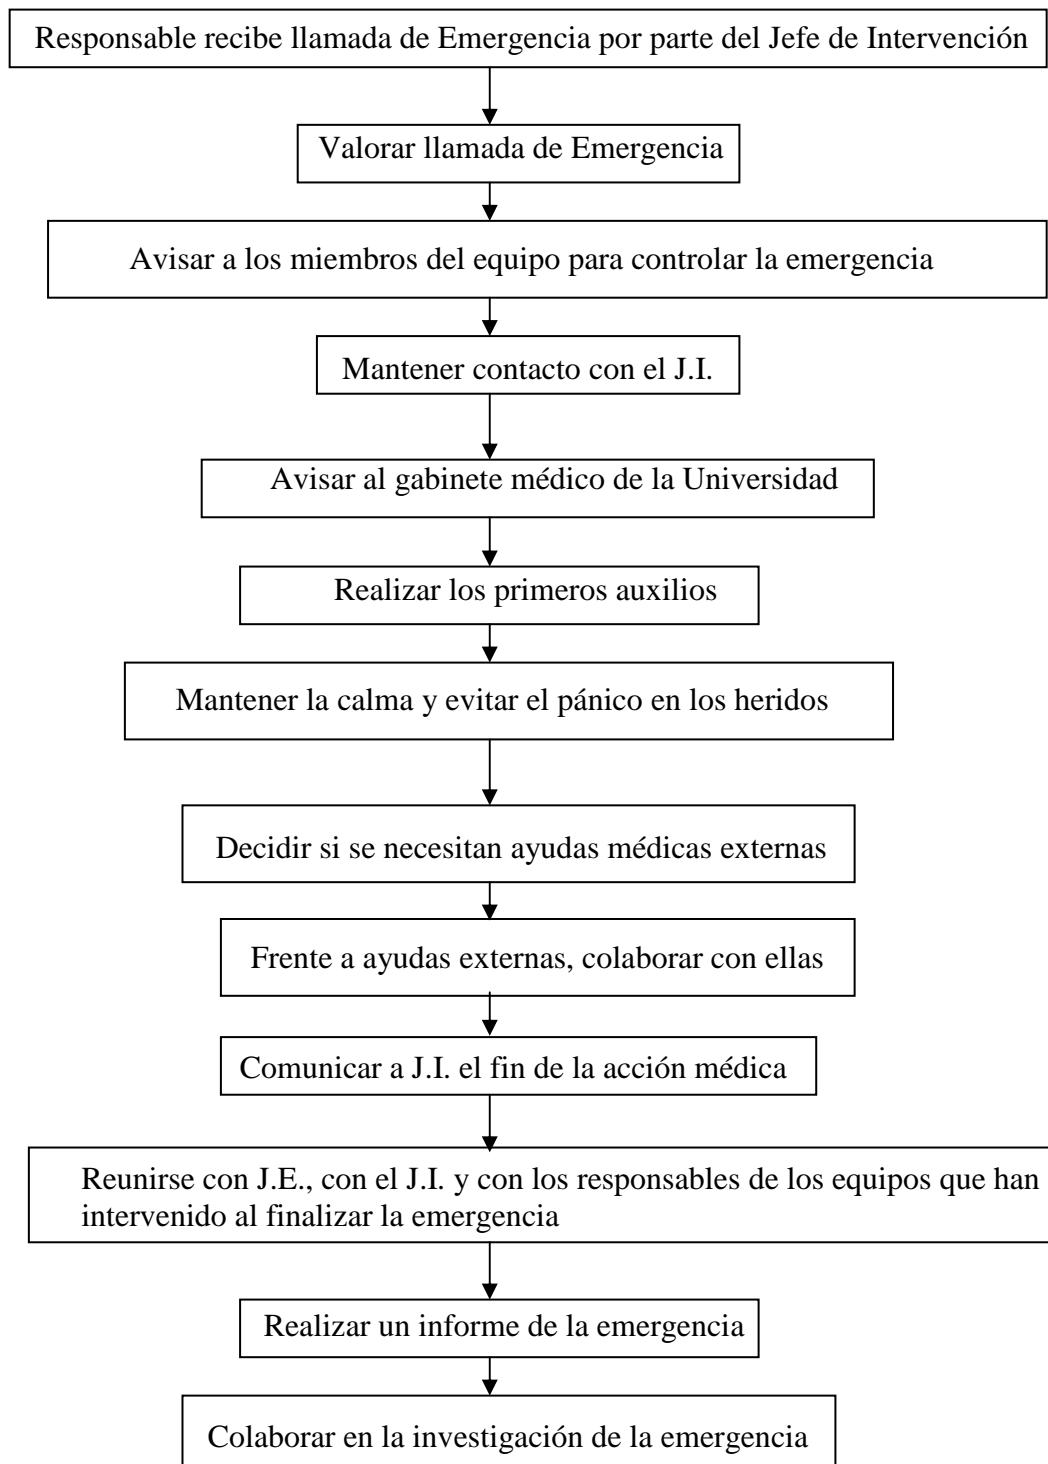 Responsable recibe llamada de Emergencia por parte del Jefe de Intervención
Valorar llamada de Emergencia
Avisar a los miembros del equipo para controlar la emergencia
Mantener contacto con el J.I.
Avisar al gabinete médico de la Universidad
Realizar los primeros auxilios
Mantener la calma y evitar el pánico en los heridos
Decidir si se necesitan ayudas médicas externas
Frente a ayudas externas, colaborar con ellas
Comunicar a J.I. el fin de la acción médica
Reunirse con J.E., con el J.I. y con los responsables de los equipos que han
intervenido al finalizar la emergencia
Realizar un informe de la emergencia
Colaborar en la investigación de la emergencia